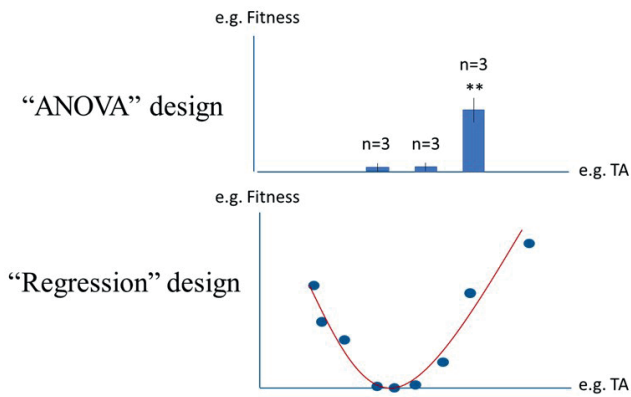 e.g. Fitness
“ANOVA” design
n=3
**
n=3
n=3
e.g. TA
e.g. Fitness
“Regression” design
e.g. TA